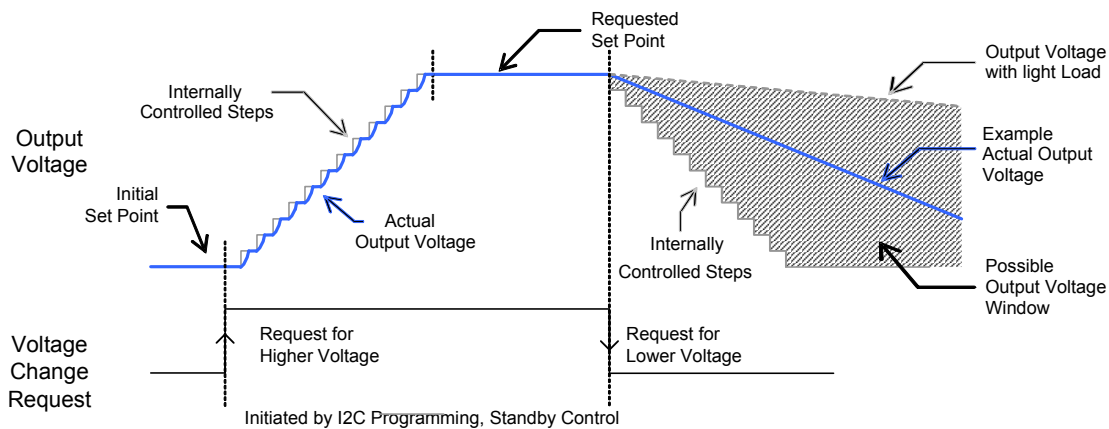 Requested
Set Point
Output Voltage
with light Load
Internally
Controlled Steps
Output
Voltage
Example
Actual Output
Voltage
Initial
Set Point
Actual
Output Voltage
Internally
Controlled Steps
Possible
Output Voltage
Window
Voltage
Change
Request
Request for
Higher Voltage
Request for
Lower Voltage
Initiated by I2C Programming, Standby Control